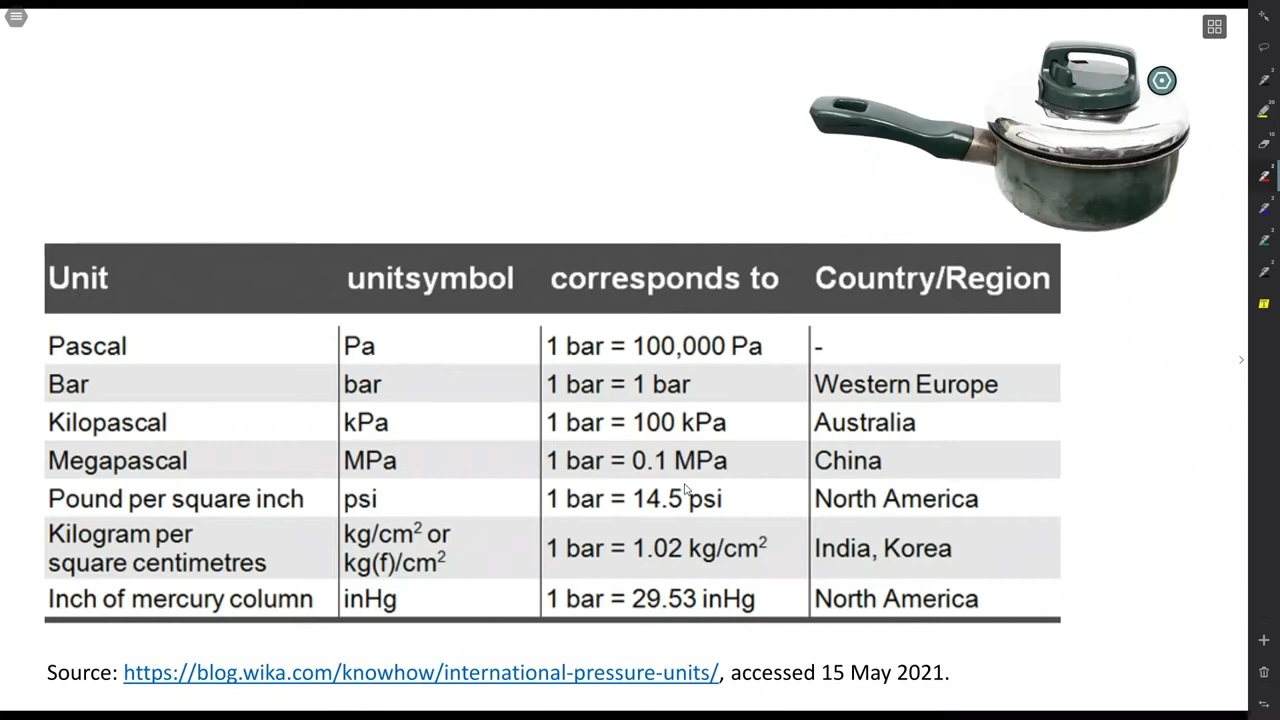 Unit unitsymbol corresponds to Country/Region
Pascal Pa 1 bar = 100,000 Pa -
Bar bar 1 bar = 1 bar Western Europe
Kilopascal kPa 1 bar = 100 kPa Australia
Megapascal MPa 1 bar = 0.1 MPa China
Pound per square inch psi 1 bar = 14.5 psi North America
Kilogram per
square centimetres
kg/cm² or
kg(f)/cm²
1 bar = 1.02 kg/cm² India, Korea
Inch of mercury column inHg 1 bar = 29.53 inHg North America
Source: https://blog.wika.com/knowhow/international-pressure-units/, accessed 15 May 2021.